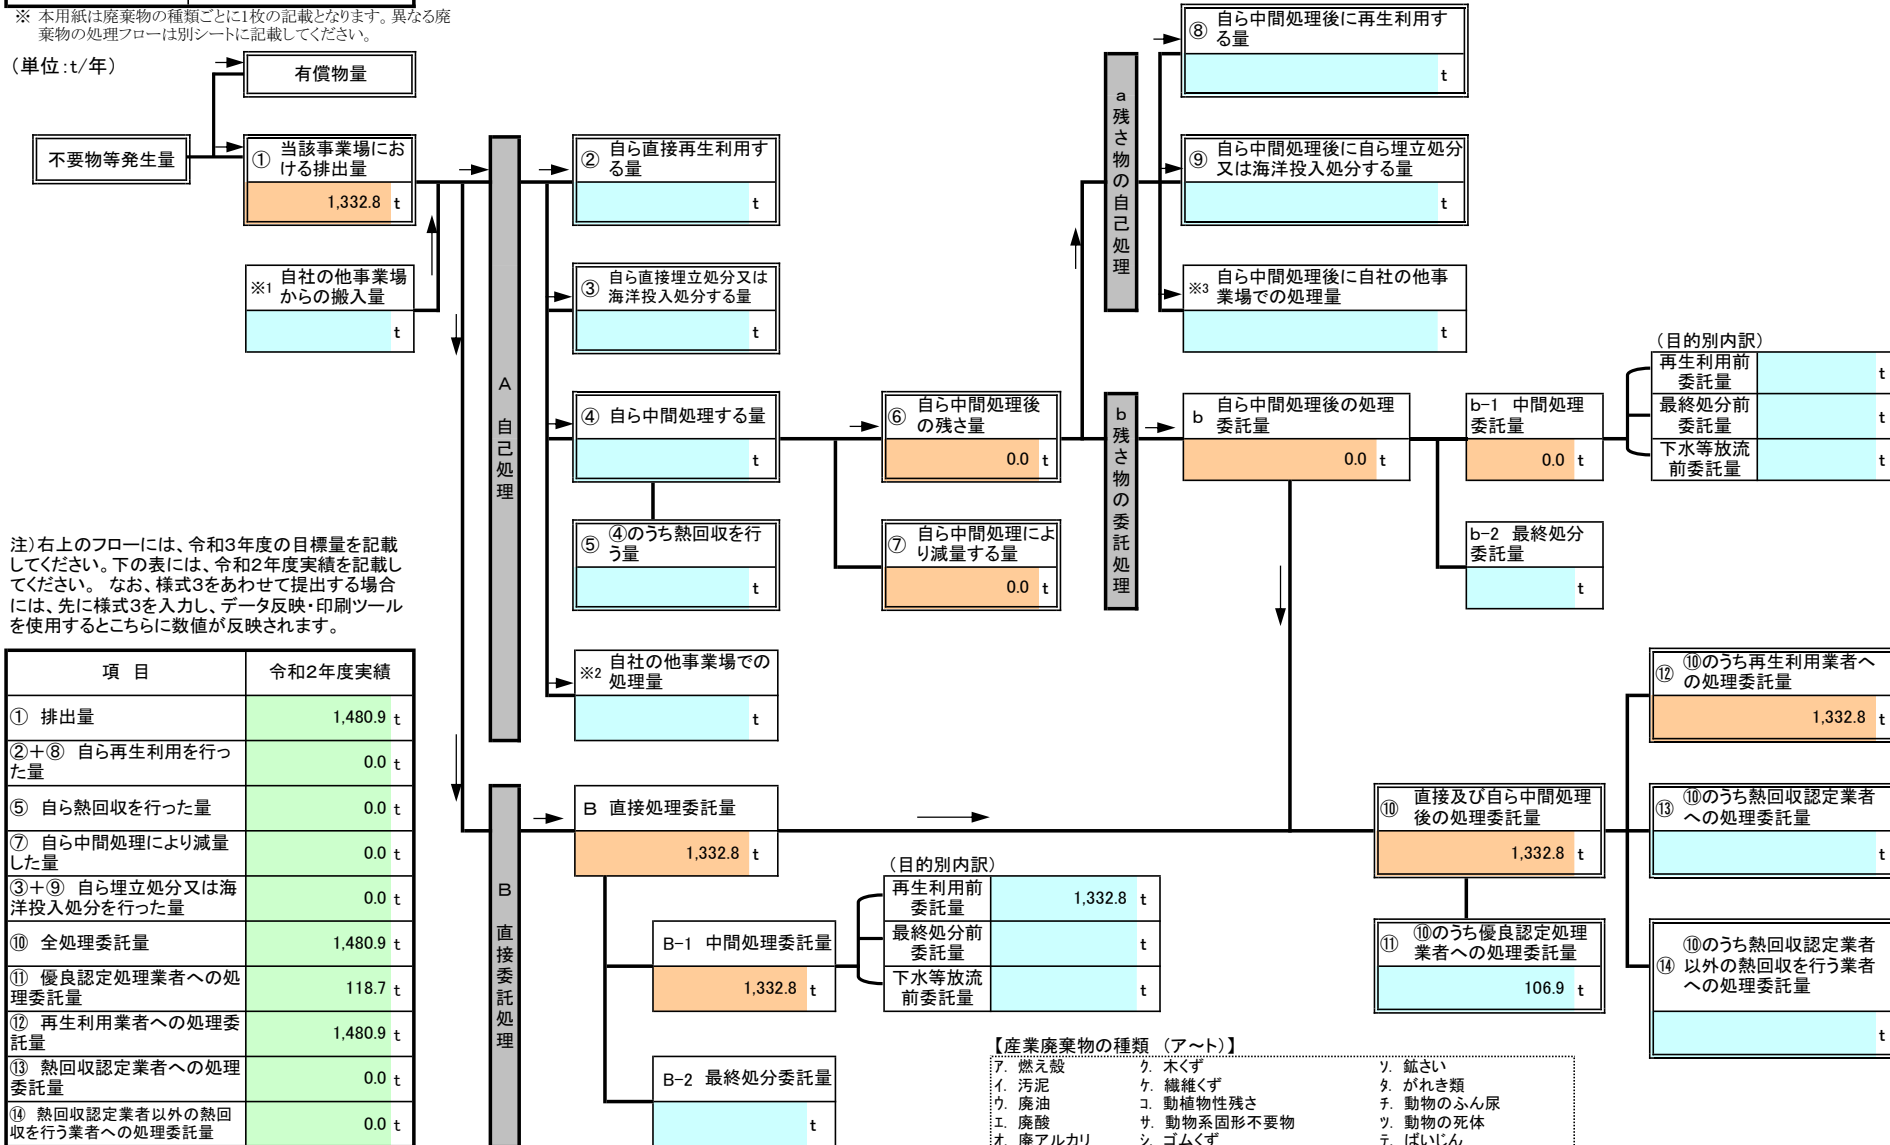 ※ 本用紙は廃棄物の種類ごとに1枚の記載となります。異なる廃
棄物の処理フローは別シートに記載してください。
(単位:t/年)
有償物量
不要物等発生量
① 当該事業場にお
ける排出量
1,332.8 t
※1 自社の他事業場
からの搬入量
t
A 自己処理
② 自ら直接再生利用す
る量
t
③ 自ら直接埋立処分又は
海洋投入処分する量
t
④ 自ら中間処理する量
t
⑤ ④のうち熱回収を行
う量
t
※2 自社の他事業場での
処理量
t
⑥ 自ら中間処理後
の残さ量
0.0 t
⑦ 自ら中間処理によ
り減量する量
0.0 t
a 残さ物の自己処理
⑧ 自ら中間処理後に再生利用す
る量
t
⑨ 自ら中間処理後に自ら埋立処分
又は海洋投入処分する量
t
※3 自ら中間処理後に自社の他事
業場での処理量
t
b 残さ物の委託処理
b 自ら中間処理後の処理
委託量
0.0 t
b-1 中間処理
委託量
0.0 t
(目的別内訳)
再生利用前
委託量
t
最終処分前
委託量
t
下水等放流
前委託量
t
b-2 最終処分
委託量
t
注)右上のフローには、令和3年度の目標量を記載
してください。下の表には、令和2年度実績を記載し
てください。 なお、様式3をあわせて提出する場合
には、先に様式3を入力し、データ反映・印刷ツール
を使用するとこちらに数値が反映されます。
項 目 令和2年度実績
① 排出量 1,480.9 t
②+⑧ 自ら再生利用を行っ
た量
0.0 t
⑤ 自ら熱回収を行った量 0.0 t
⑦ 自ら中間処理により減量
した量
0.0 t
③+⑨ 自ら埋立処分又は海
洋投入処分を行った量
0.0 t
⑩ 全処理委託量 1,480.9 t
⑪ 優良認定処理業者への処
理委託量
118.7 t
⑫ 再生利用業者への処理委
託量
1,480.9 t
⑬ 熱回収認定業者への処理
委託量
0.0 t
⑭ 熱回収認定業者以外の熱回
収を行う業者への処理委託量
0.0 t
B 直接委託処理
B 直接処理委託量
1,332.8 t
B-1 中間処理委託量
1,332.8 t
(目的別内訳)
再生利用前
委託量
1,332.8 t
最終処分前
委託量
t
下水等放流
前委託量
t
B-2 最終処分委託量
t
⑩ 直接及び自ら中間処理
後の処理委託量
1,332.8 t
⑪ ⑩のうち優良認定処理
業者への処理委託量
106.9 t
⑫ ⑩のうち再生利用業者へ
の処理委託量
1,332.8 t
⑬ ⑩のうち熱回収認定業者
への処理委託量
t
⑭ ⑩のうち熱回収認定業者
以外の熱回収を行う業者
への処理委託量
t
【産業廃棄物の種類 (ア~ト)】
ア. 燃え殻 ク. 木くず ソ. 鉱さい
イ. 汚泥 ケ. 繊維くず タ. がれき類
ウ. 廃油 コ. 動植物性残さ チ. 動物のふん尿
エ. 廃酸 サ. 動物系固形不要物 ツ. 動物の死体
オ. 廃アルカリ シ. ゴムくず テ. ばいじん